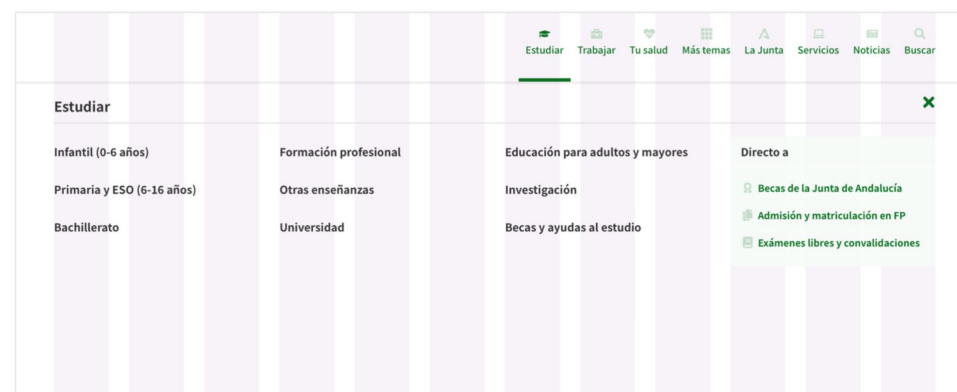 Estudiar Trabajar Tu salud Más temas La Junta Servicios Noticias Buscar
Estudiar
Infantil (0-6 años)
Primaria y ESO (6-16 años)
Bachillerato
Formación profesional
Otras enseñanzas
Universidad
Educación para adultos y mayores
Investigación
Becas y ayudas al estudio
Directo a
Becas de la Junta de Andalucía
Admisión y matriculación en FP
Exámenes libres y convalidaciones